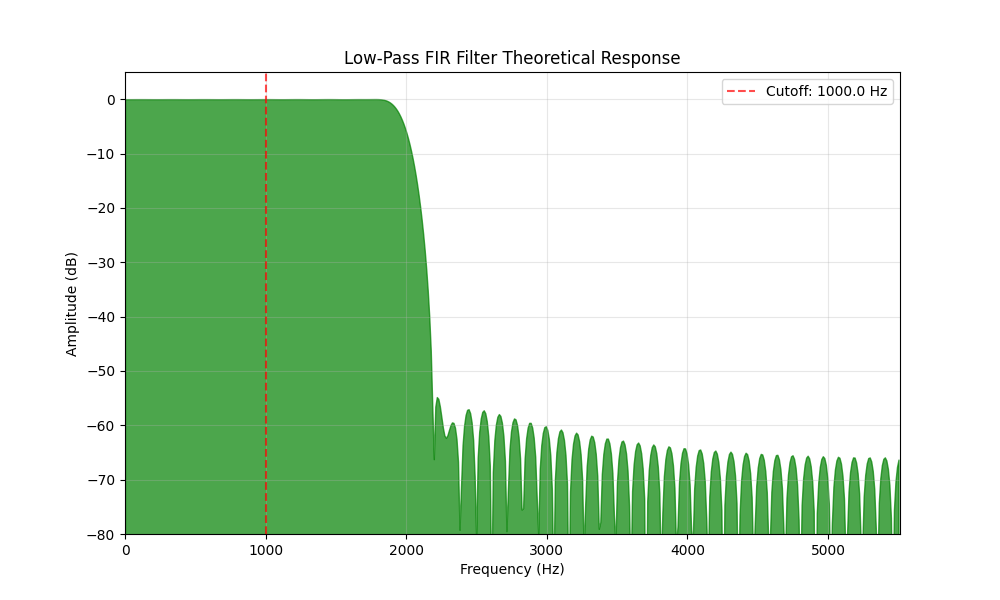 Low-Pass FIR Filter Theoretical Response
Cutoff: 1000.0 Hz
Amplitude (dB)
0
−10
−20
−30
−40
−50
−60
−70
−80
0 1000 2000 3000 4000 5000
Frequency (Hz)